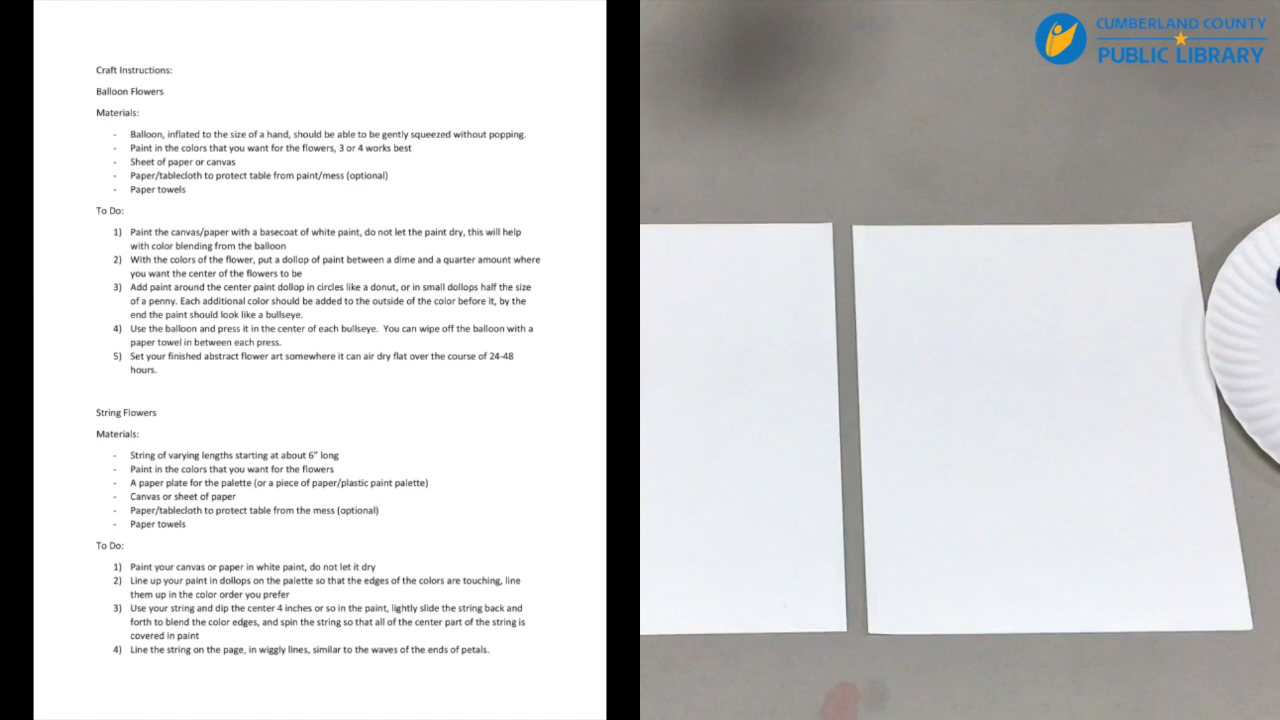 Craft Instructions:
Balloon Flowers
Materials:
- Balloon, inflated to the size of a hand, should be able to be gently squeezed without popping.
- Paint in the colors that you want for the flowers, 3 or 4 works best
- Sheet of paper or canvas
- Paper/tablecloth to protect table from paint/mess (optional)
- Paper towels
To Do:
1) Paint the canvas/paper with a basecoat of white paint, do not let the paint dry, this will help
with color blending from the balloon
2) With the colors of the flower, put a dollop of paint between a dime and a quarter amount where
you want the center of the flowers to be
3) Add paint around the center paint dollop in circles like a donut, or in small dollops half the size
of a penny. Each additional color should be added to the outside of the color before it, by the
end the paint should look like a bullseye.
4) Use the balloon and press it in the center of each bullseye. You can wipe off the balloon with a
paper towel in between each press.
5) Set your finished abstract flower art somewhere it can air dry flat over the course of 24-48
hours.
String Flowers
Materials:
- String of varying lengths starting at about 6" long
- Paint in the colors that you want for the flowers
- A paper plate for the palette (or a piece of paper/plastic paint palette)
- Canvas or sheet of paper
- Paper/tablecloth to protect table from the mess (optional)
- Paper towels
To Do:
1) Paint your canvas or paper in white paint, do not let it dry
2) Line up your paint in dollops on the palette so that the edges of the colors are touching, line
them up in the color order you prefer
3) Use your string and dip the center 4 inches or so in the paint, lightly slide the string back and
forth to blend the color edges, and spin the string so that all of the center part of the string is
covered in paint
4) Line the string on the page, in wiggly lines, similar to the waves of the ends of petals.
CUMBERLAND COUNTY
PUBLIC LIBRARY